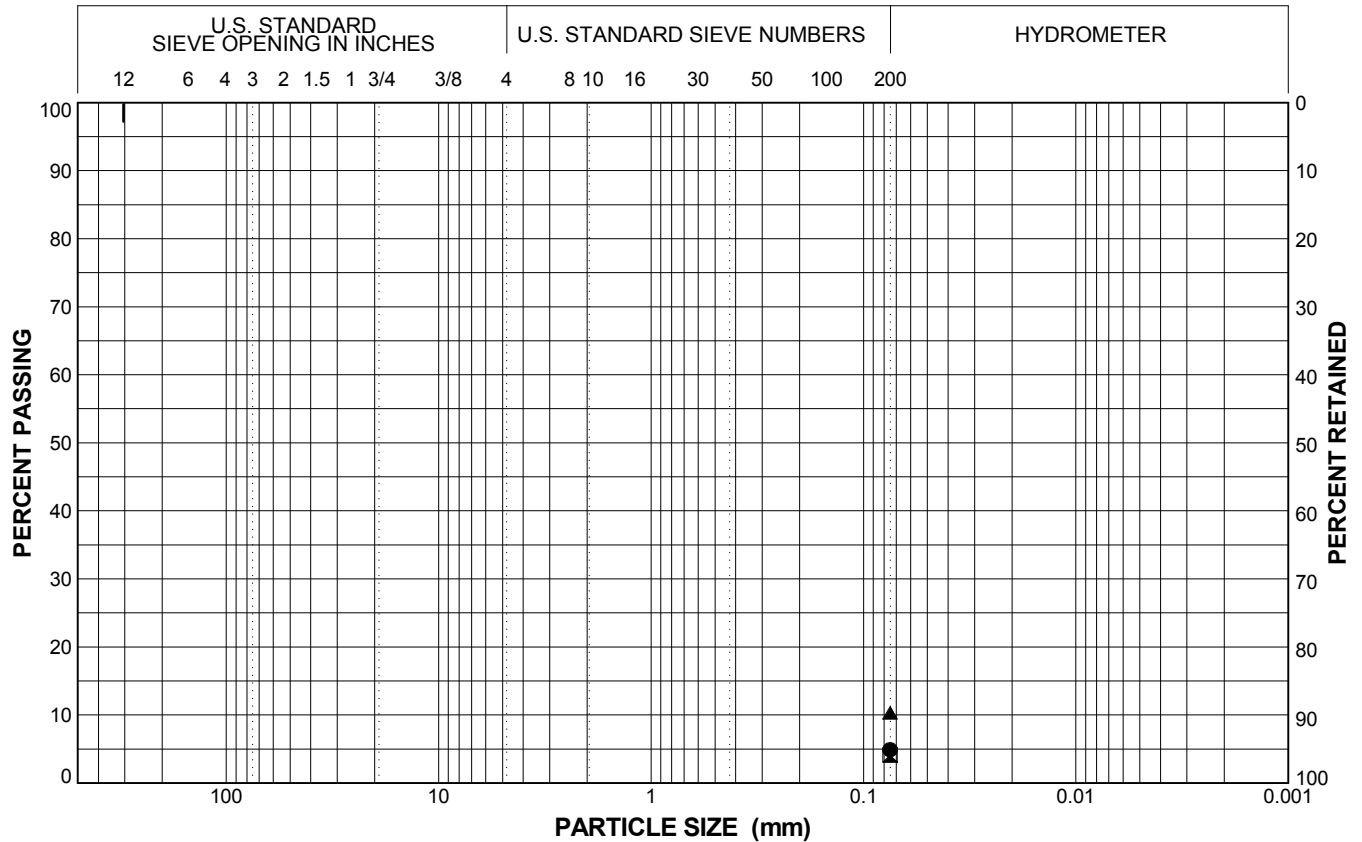 U.S. STANDARD
SIEVE OPENING IN INCHES
U.S. STANDARD SIEVE NUMBERS
HYDROMETER
12 6 4 3 2 1.5 1 3/4 3/8 4 8 10 16 30 50 100 200
100 0
90 10
80 20
70 30
60 40
50 50
40 60
30 70
20 80
10 90
0 100
PERCENT PASSING
PERCENT RETAINED
100 10 1 0.1 0.01 0.001
PARTICLE SIZE (mm)